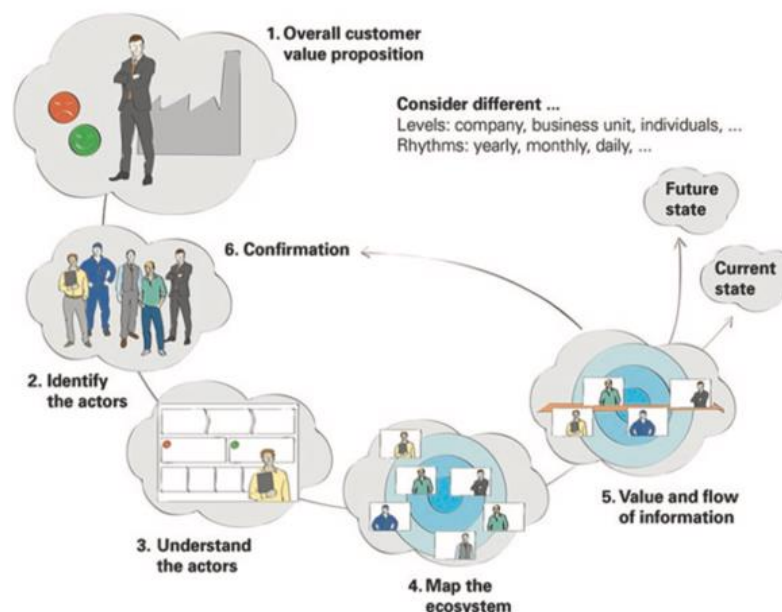 1. Overall customer
value proposition
Consider different ...
Levels: company, business unit, individuals, ...
Rhythms: yearly, monthly, daily, ...
Future
state
Current
state
6. Confirmation
2. Identify
the actors
3. Understand
the actors
4. Map the
ecosystem
5. Value and flow
of information